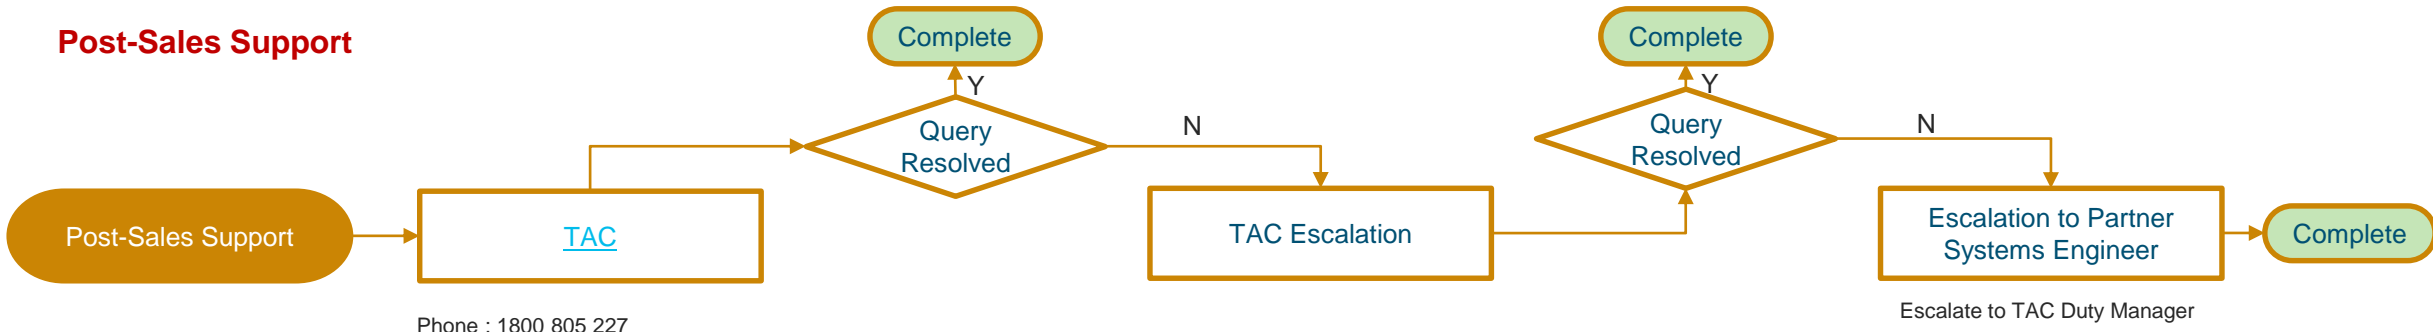 Post-Sales Support
Complete
Complete
Y
Y
Query
Resolved
N
Query
Resolved
N
Post-Sales Support
TAC
TAC Escalation
Escalation to Partner
Systems Engineer
Complete
Phone : 1800 805 227
Escalate to TAC Duty Manager